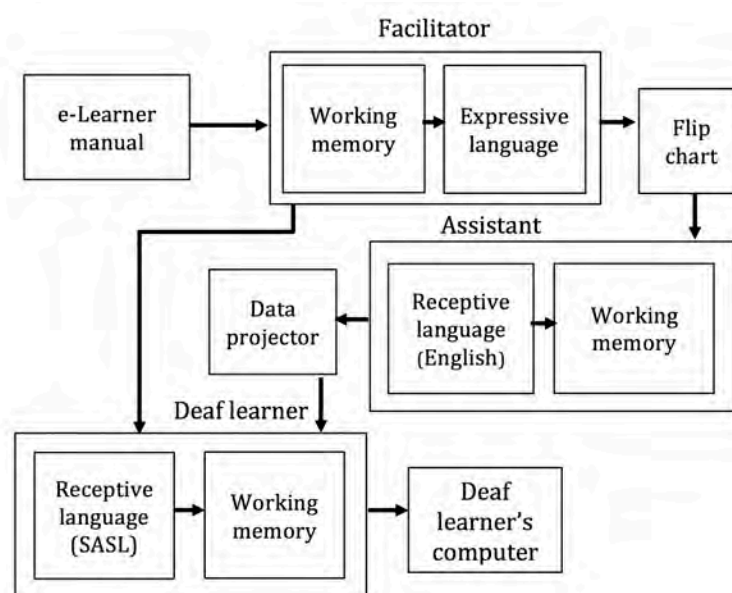 Facilitator
e-Learner
manual
Working
memory
Expressive
language
Flip
chart
Assistant
Data
projector
Receptive
language
(English)
Working
memory
Deaf learner
Receptive
language
(SASL)
Working
memory
Deaf
learner's
computer